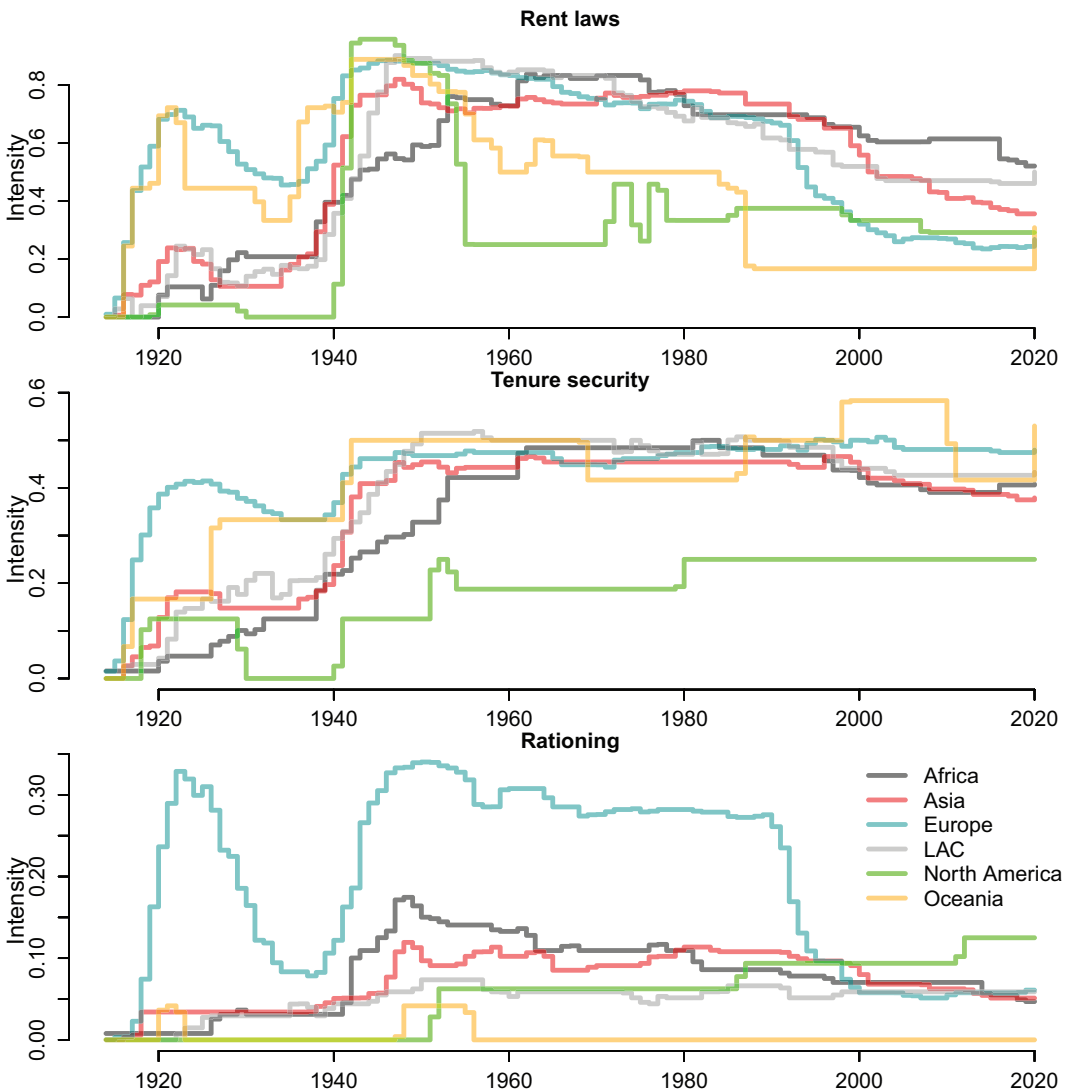 Rent laws
Intensity
0.0 0.2 0.4 0.6 0.8
1920 1940 1960 1980 2000 2020
Tenure security
Intensity
0.0 0.2 0.4 0.6
1920 1940 1960 1980 2000 2020
Rationing
Intensity
0.00 0.10 0.20 0.30
Africa
Asia
Europe
LAC
North America
Oceania
1920 1940 1960 1980 2000 2020